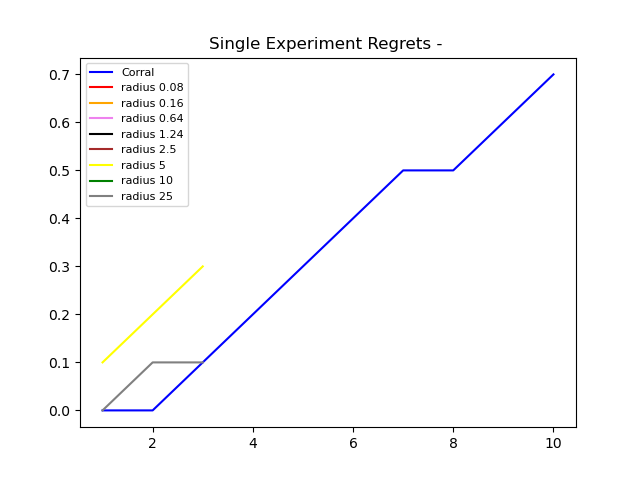 Single Experiment Regrets -
Corral
radius 0.08
radius 0.16
radius 0.64
radius 1.24
radius 2.5
radius 5
radius 10
radius 25
0.7
0.6
0.5
0.4
0.3
0.2
0.1
0.0
2 4 6 8 10